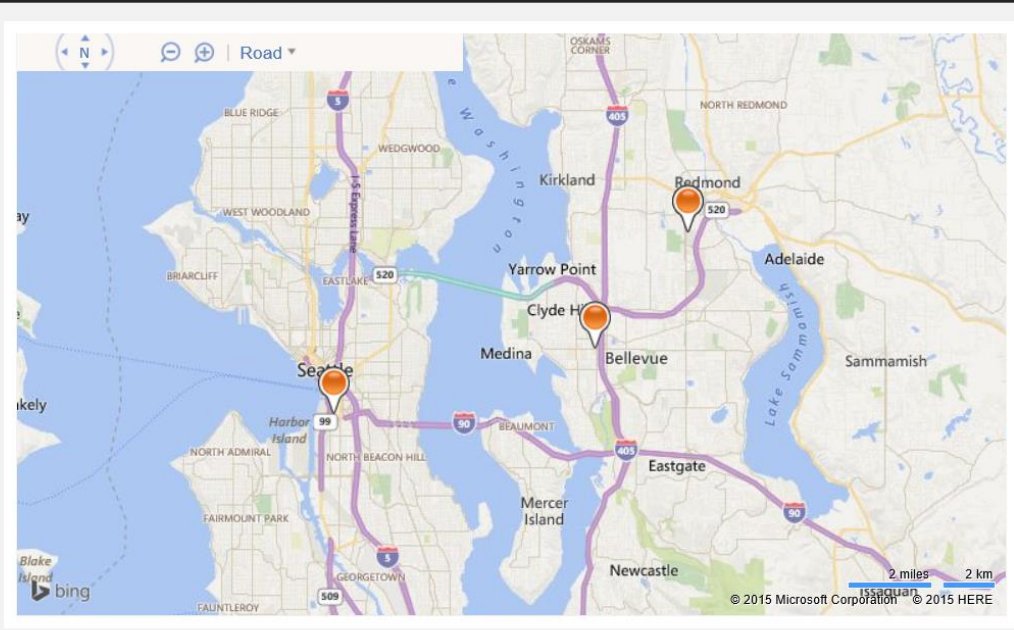 N
Road
OSKAMS
CORNER
5
405
BLUE RIDGE
NORTH REDMOND
e Washington
WEDGWOOD
I-5 Express Lane
Kirkland
Redmond
520
WEST WOODLAND
ay
BRIARCLIFF
EASTLAKE
520
Yarrow Point
Adelaide
Clyde Hi
Lake Sammamish
Medina
Bellevue
Sammamish
Seattle
kely
Harbor
Island
99
90
BEAUMONT
NORTH ADMIRAL
NORTH BEACON HILL
405
Eastgate
Mercer
Island
90
FAIRMOUNT PARK
5
Blake
Island
bing
GEORGETOWN
Newcastle
509
FAUNTLEROY
2 miles
2 km
Issaquah
© 2015 Microsoft Corporation
© 2015 HERE